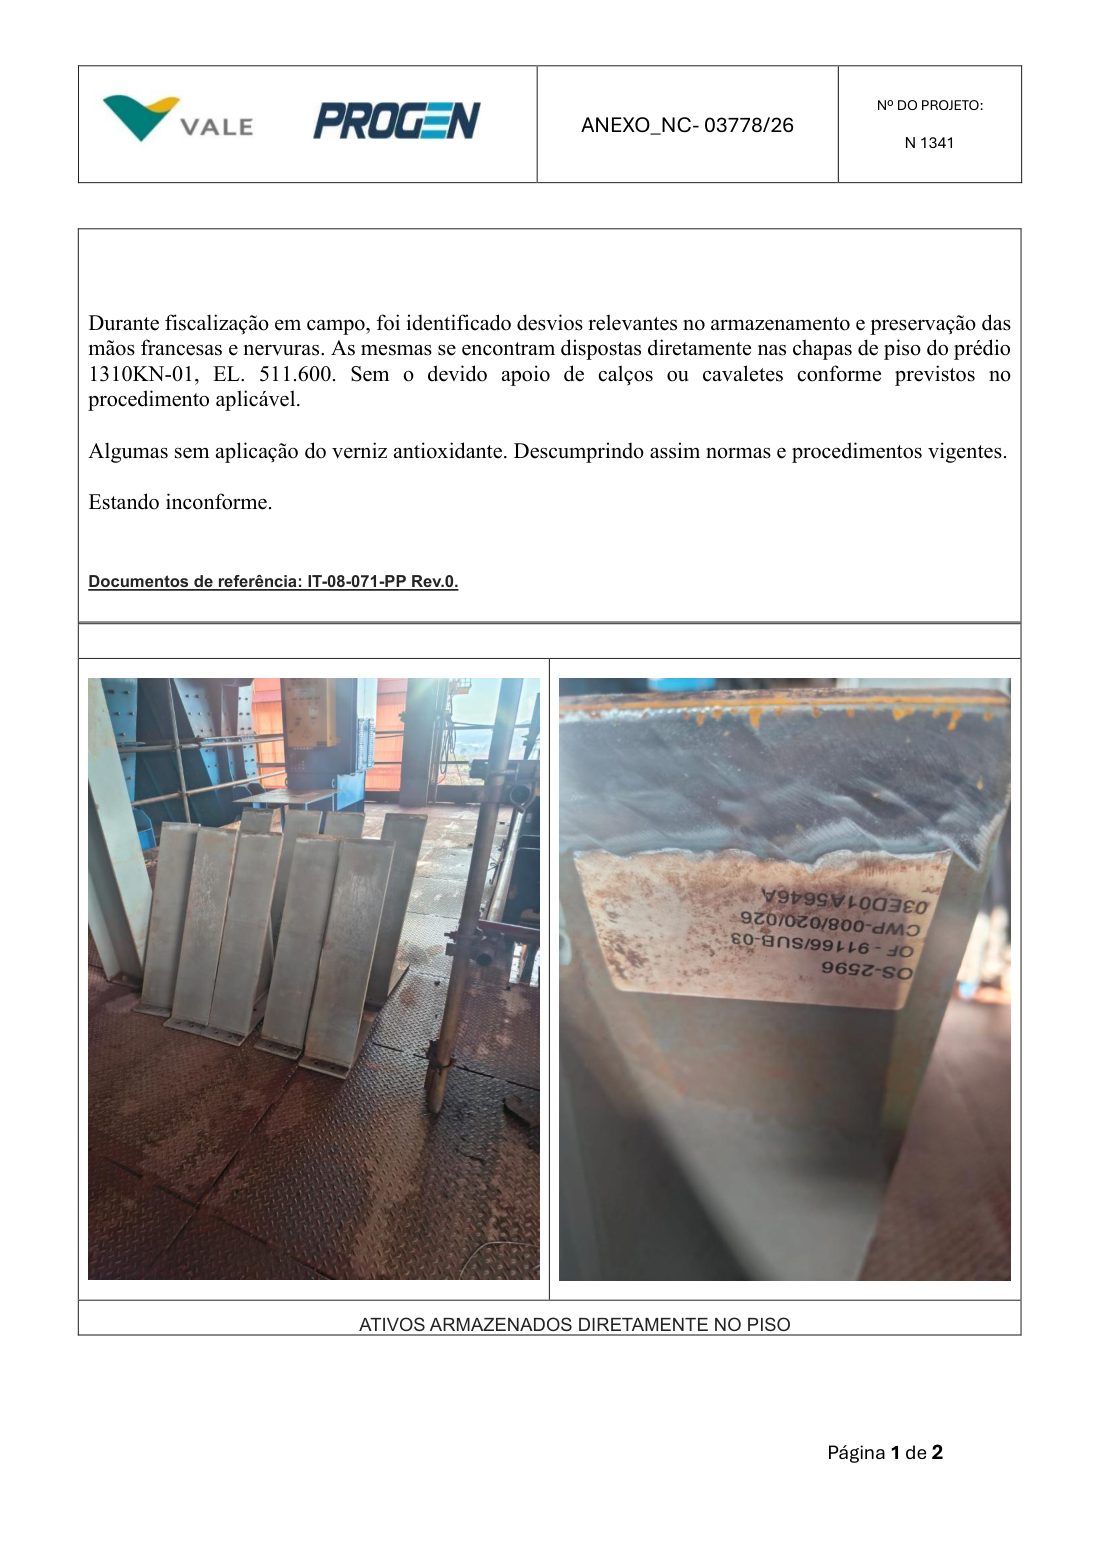 VALE
PROGEN
ANEXO_NC- 03778/26
Nº DO PROJETO:
N 1341
Durante fiscalização em campo, foi identificado desvios relevantes no armazenamento e preservação das
mãos francesas e nervuras. As mesmas se encontram dispostas diretamente nas chapas de piso do prédio
1310KN-01, EL. 511.600. Sem o devido apoio de calços ou cavaletes conforme previstos no
procedimento aplicável.
Algumas sem aplicação do verniz antioxidante. Descumprindo assim normas e procedimentos vigentes.
Estando inconforme.
Documentos de referência: IT-08-071-PP Rev.0.
OS-2596
OF - 91166/SUB-03
CWP-008/020/026
03ED01A5646A
ATIVOS ARMAZENADOS DIRETAMENTE NO PISO
Página 1 de 2